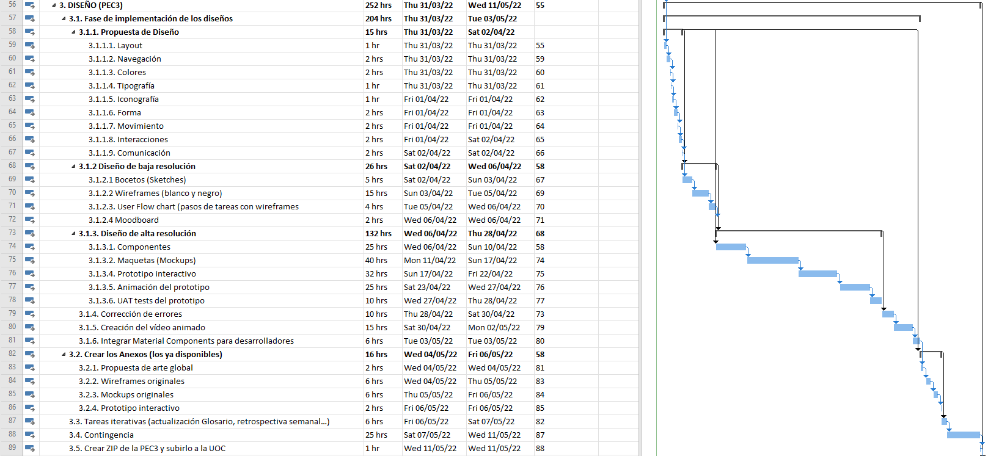 56 3. DISEÑO (PEC3) 252 hrs Thu 31/03/22 Wed 11/05/22 55
57 3.1. Fase de implementación de los diseños 204 hrs Thu 31/03/22 Tue 03/05/22
58 3.1.1. Propuesta de Diseño 15 hrs Thu 31/03/22 Sat 02/04/22
59 3.1.1.1. Layout 1 hr Thu 31/03/22 Thu 31/03/22 55
60 3.1.1.2. Navegación 2 hrs Thu 31/03/22 Thu 31/03/22 59
61 3.1.1.3. Colores 2 hrs Thu 31/03/22 Thu 31/03/22 60
62 3.1.1.4. Tipografía 1 hr Thu 31/03/22 Thu 31/03/22 61
63 3.1.1.5. Iconografía 1 hr Fri 01/04/22 Fri 01/04/22 62
64 3.1.1.6. Forma 2 hrs Fri 01/04/22 Fri 01/04/22 63
65 3.1.1.7. Movimiento 2 hrs Fri 01/04/22 Fri 01/04/22 64
66 3.1.1.8. Interacciones 2 hrs Fri 01/04/22 Sat 02/04/22 65
67 3.1.1.9. Comunicación 2 hrs Sat 02/04/22 Sat 02/04/22 66
68 3.1.2 Diseño de baja resolución 26 hrs Sat 02/04/22 Wed 06/04/22 58
69 3.1.2.1 Bocetos (Sketches) 5 hrs Sat 02/04/22 Sun 03/04/22 67
70 3.1.2.2 Wireframes (blanco y negro) 15 hrs Sun 03/04/22 Tue 05/04/22 69
71 3.1.2.3. User Flow chart (pasos de tareas con wireframes 4 hrs Tue 05/04/22 Wed 06/04/22 70
72 3.1.2.4 Moodboard 2 hrs Wed 06/04/22 Wed 06/04/22 71
73 3.1.3. Diseño de alta resolución 132 hrs Wed 06/04/22 Thu 28/04/22 68
74 3.1.3.1. Componentes 25 hrs Wed 06/04/22 Sun 10/04/22 58
75 3.1.3.2. Maquetas (Mockups) 40 hrs Mon 11/04/22 Sun 17/04/22 74
76 3.1.3.4. Prototipo interactivo 32 hrs Sun 17/04/22 Fri 22/04/22 75
77 3.1.3.5. Animación del prototipo 25 hrs Sat 23/04/22 Wed 27/04/22 76
78 3.1.3.6. UAT tests del prototipo 10 hrs Wed 27/04/22 Thu 28/04/22 77
79 3.1.4. Corrección de errores 10 hrs Thu 28/04/22 Sat 30/04/22 73
80 3.1.5. Creación del vídeo animado 15 hrs Sat 30/04/22 Mon 02/05/22 79
81 3.1.6. Integrar Material Components para desarrolladores 6 hrs Tue 03/05/22 Tue 03/05/22 80
82 3.2. Crear los Anexos (los ya disponibles) 16 hrs Wed 04/05/22 Fri 06/05/22 58
83 3.2.1. Propuesta de arte global 2 hrs Wed 04/05/22 Wed 04/05/22 81
84 3.2.2. Wireframes originales 6 hrs Wed 04/05/22 Thu 05/05/22 83
85 3.2.3. Mockups originales 6 hrs Thu 05/05/22 Fri 06/05/22 84
86 3.2.4. Prototipo interactivo 2 hrs Fri 06/05/22 Fri 06/05/22 85
87 3.3. Tareas iterativas (actualización Glosario, retrospectiva semanal...) 6 hrs Fri 06/05/22 Sat 07/05/22 82
88 3.4. Contingencia 25 hrs Sat 07/05/22 Wed 11/05/22 87
89 3.5. Crear ZIP de la PEC3 y subirlo a la UOC 1 hr Wed 11/05/22 Wed 11/05/22 88